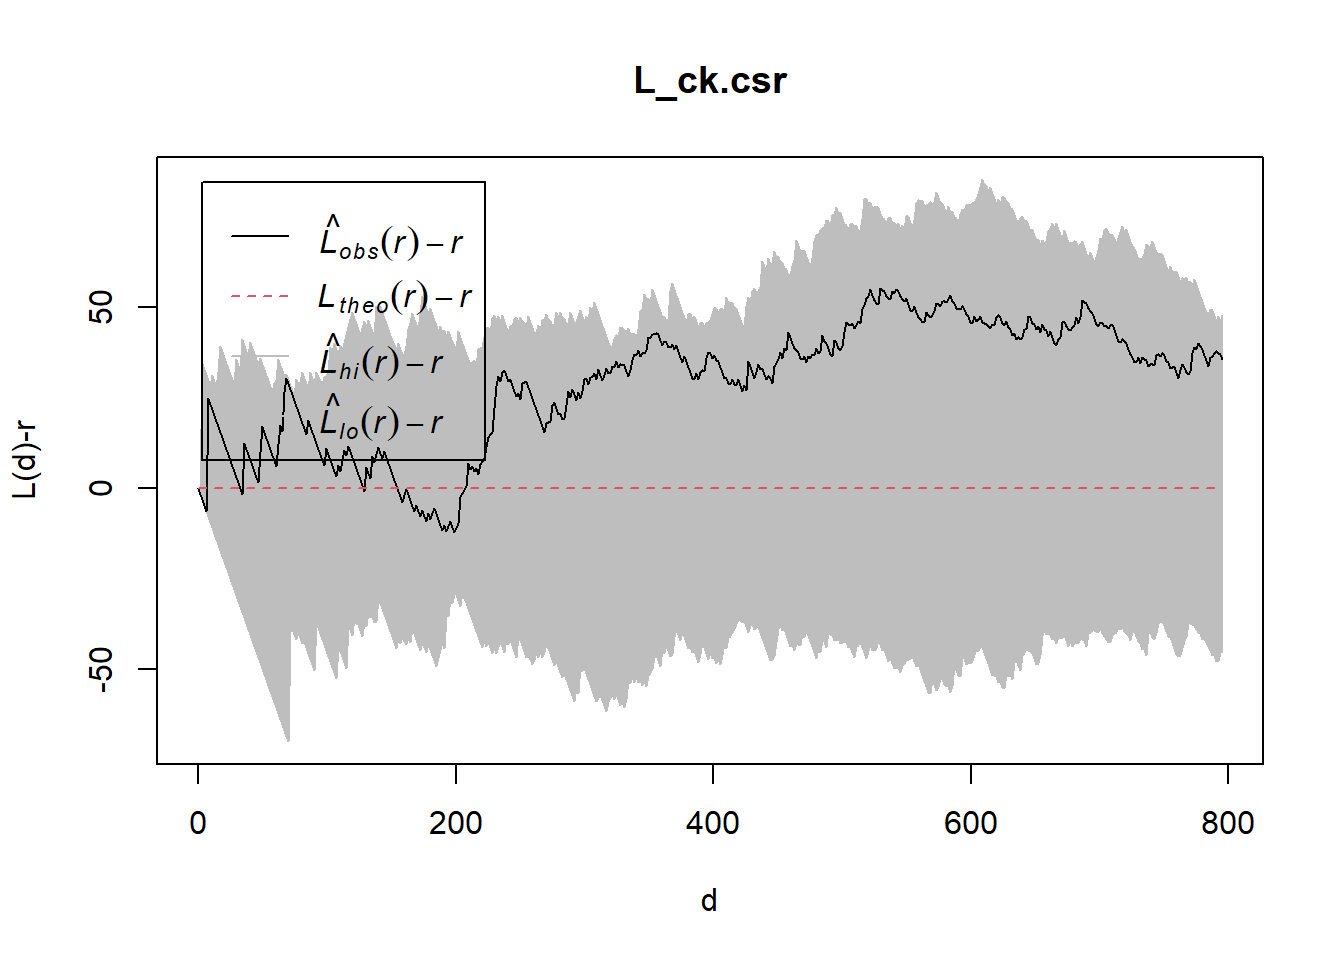 L_ck.csr
L̂obs(r) − r
Ltheo(r) − r
L̂hi(r) − r
L̂lo(r) − r
L(d)-r
50
0
-50
0 200 400 600 800
d